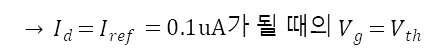 → I_d = I_ref = 0.1uA가 될 때의 V_g = V_th